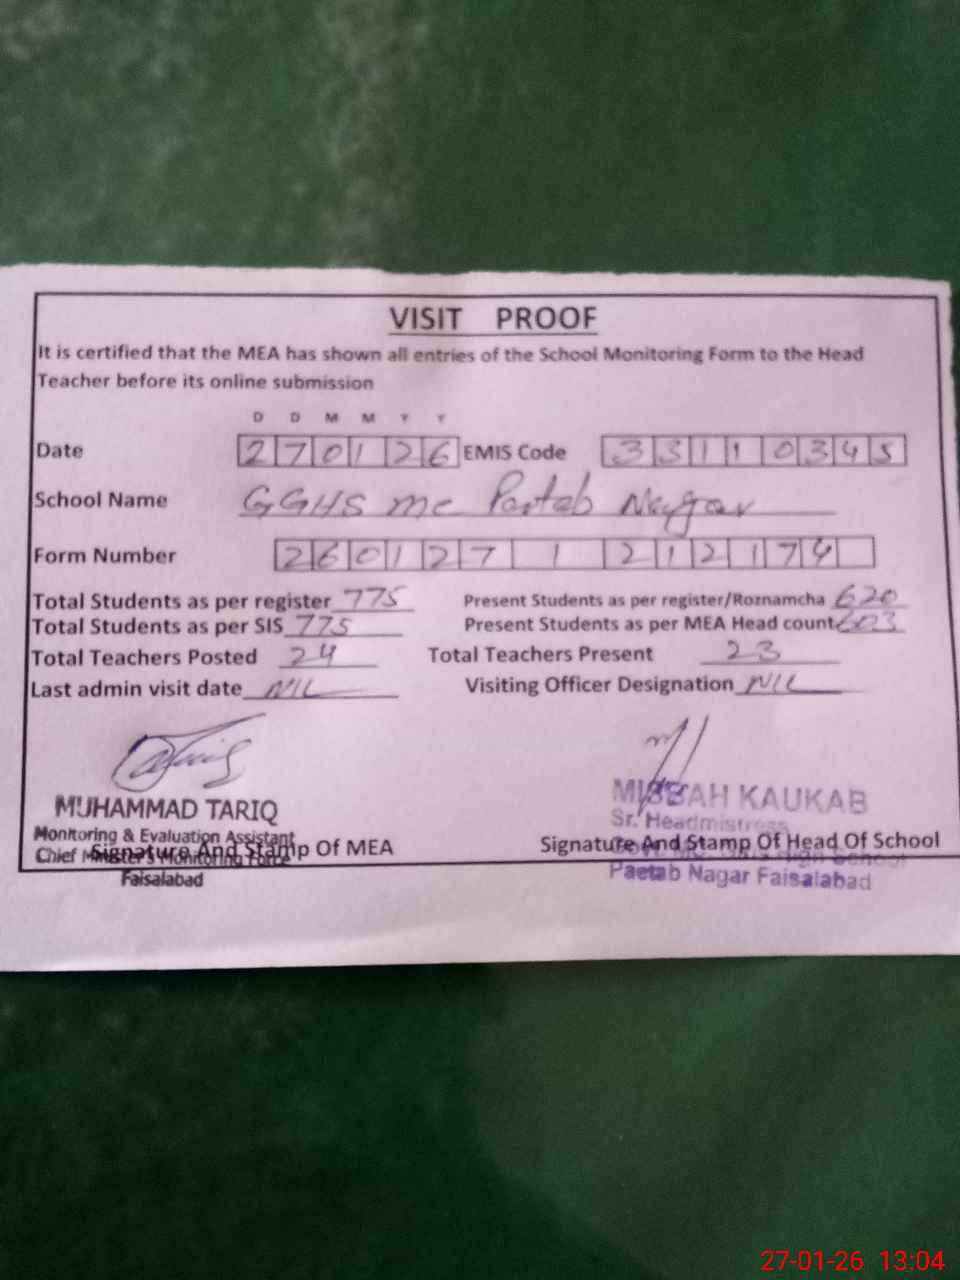 VISIT PROOF
It is certified that the MEA has shown all entries of the School Monitoring Form to the Head
Teacher before its online submission
D D M M Y Y
Date 270126 EMIS Code 33110345
School Name GGHS mc Partab Nagar
Form Number 260127 1 212174
Total Students as per register 775 Present Students as per register/Roznamcha 620
Total Students as per SIS 775 Present Students as per MEA Head count 603
Total Teachers Posted 24 Total Teachers Present 23
Last admin visit date NIL Visiting Officer Designation NIL
MUHAMMAD TARIQ MISBAH KAUKAB
Monitoring & Evaluation Assistant Sr. Headmistress
Chief Minister's Monitoring Force
Signature And Stamp Of MEA Signature And Stamp Of Head Of School
High School
Faisalabad Paetab Nagar Faisalabad
27-01-26 13:04